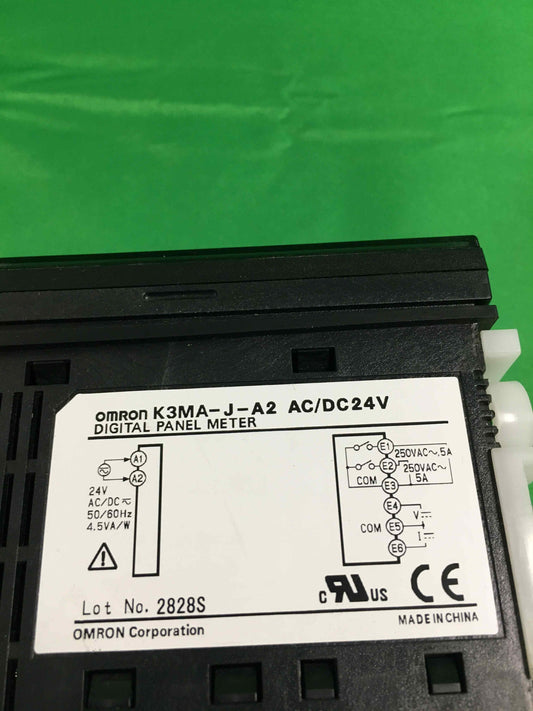 OMRON K3MA-J-A2 AC/DC24V
DIGITAL PANEL METER
A1
A2
24V
AC/DC
50/60Hz
4.5VA/W
E1
E2
COM E3
E4
COM E5
E6
250VAC~,5A
250VAC~,
5A
V
I
Lot No. 2828S
c RU US CE
OMRON Corporation
MADE IN CHINA